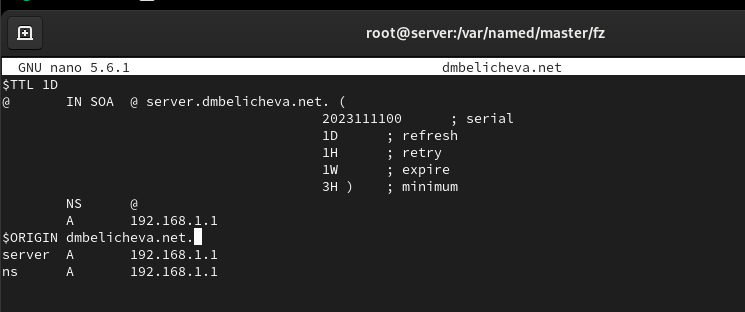 root@server:/var/named/master/fz
GNU nano 5.6.1 dmbelicheva.net
$TTL 1D
@ IN SOA @ server.dmbelicheva.net. (
2023111100 ; serial
1D ; refresh
1H ; retry
1W ; expire
3H ) ; minimum
NS @
A 192.168.1.1
$ORIGIN dmbelicheva.net.
server A 192.168.1.1
ns A 192.168.1.1